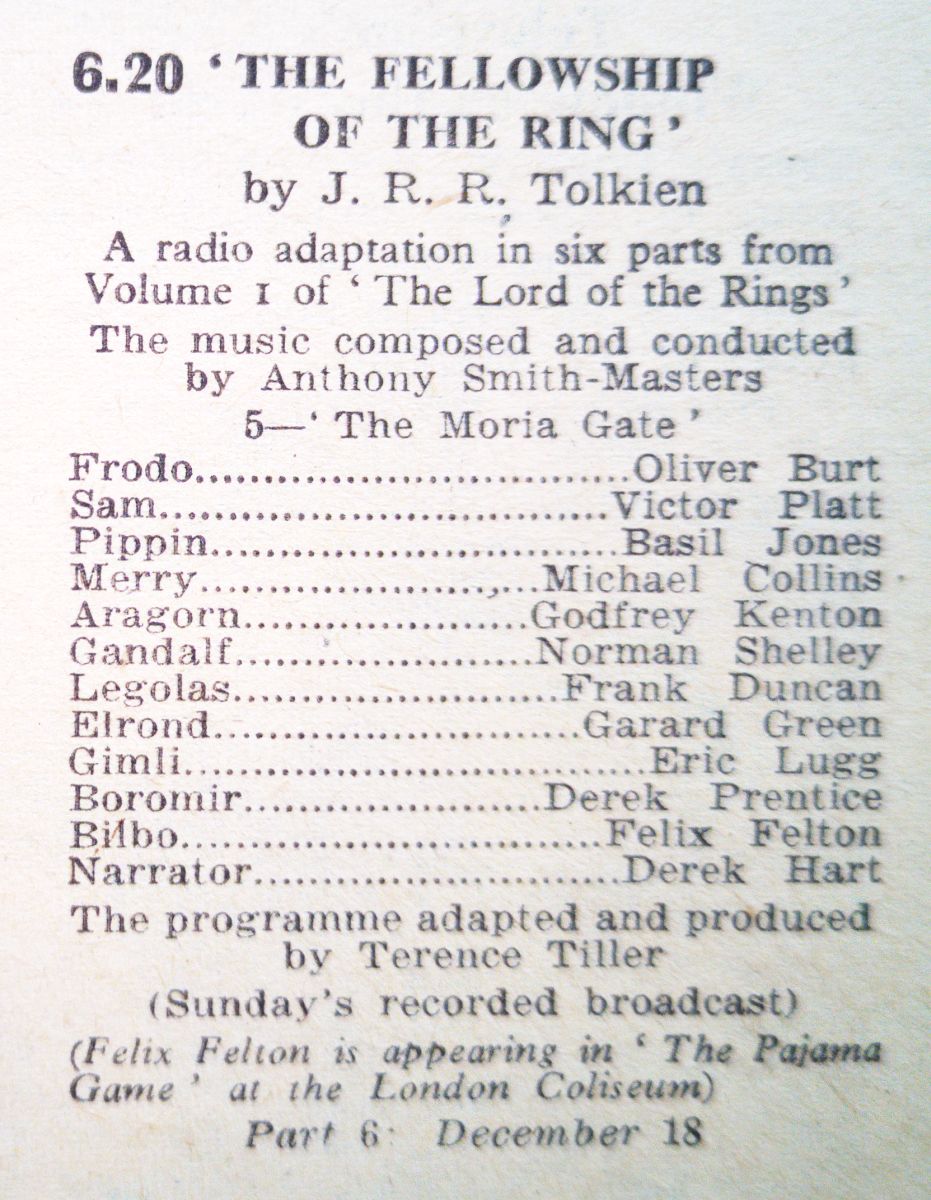 6.20 ‘THE FELLOWSHIP
OF THE RING’
by J. R. R. Tolkien
A radio adaptation in six parts from
Volume 1 of ‘The Lord of the Rings’
The music composed and conducted
by Anthony Smith-Masters
5—‘The Moria Gate’
Frodo................................Oliver Burt
Sam.................................Victor Platt
Pippin..............................Basil Jones
Merry.........................Michael Collins
Aragorn.....................Godfrey Kenton
Gandalf......................Norman Shelley
Legolas........................Frank Duncan
Elrond...........................Garard Green
Gimli..................................Eric Lugg
Boromir......................Derek Prentice
Bilbo...............................Felix Felton
Narrator...........................Derek Hart
The programme adapted and produced
by Terence Tiller
(Sunday’s recorded broadcast)
(Felix Felton is appearing in ‘The Pajama
Game’ at the London Coliseum)
Part 6: December 18